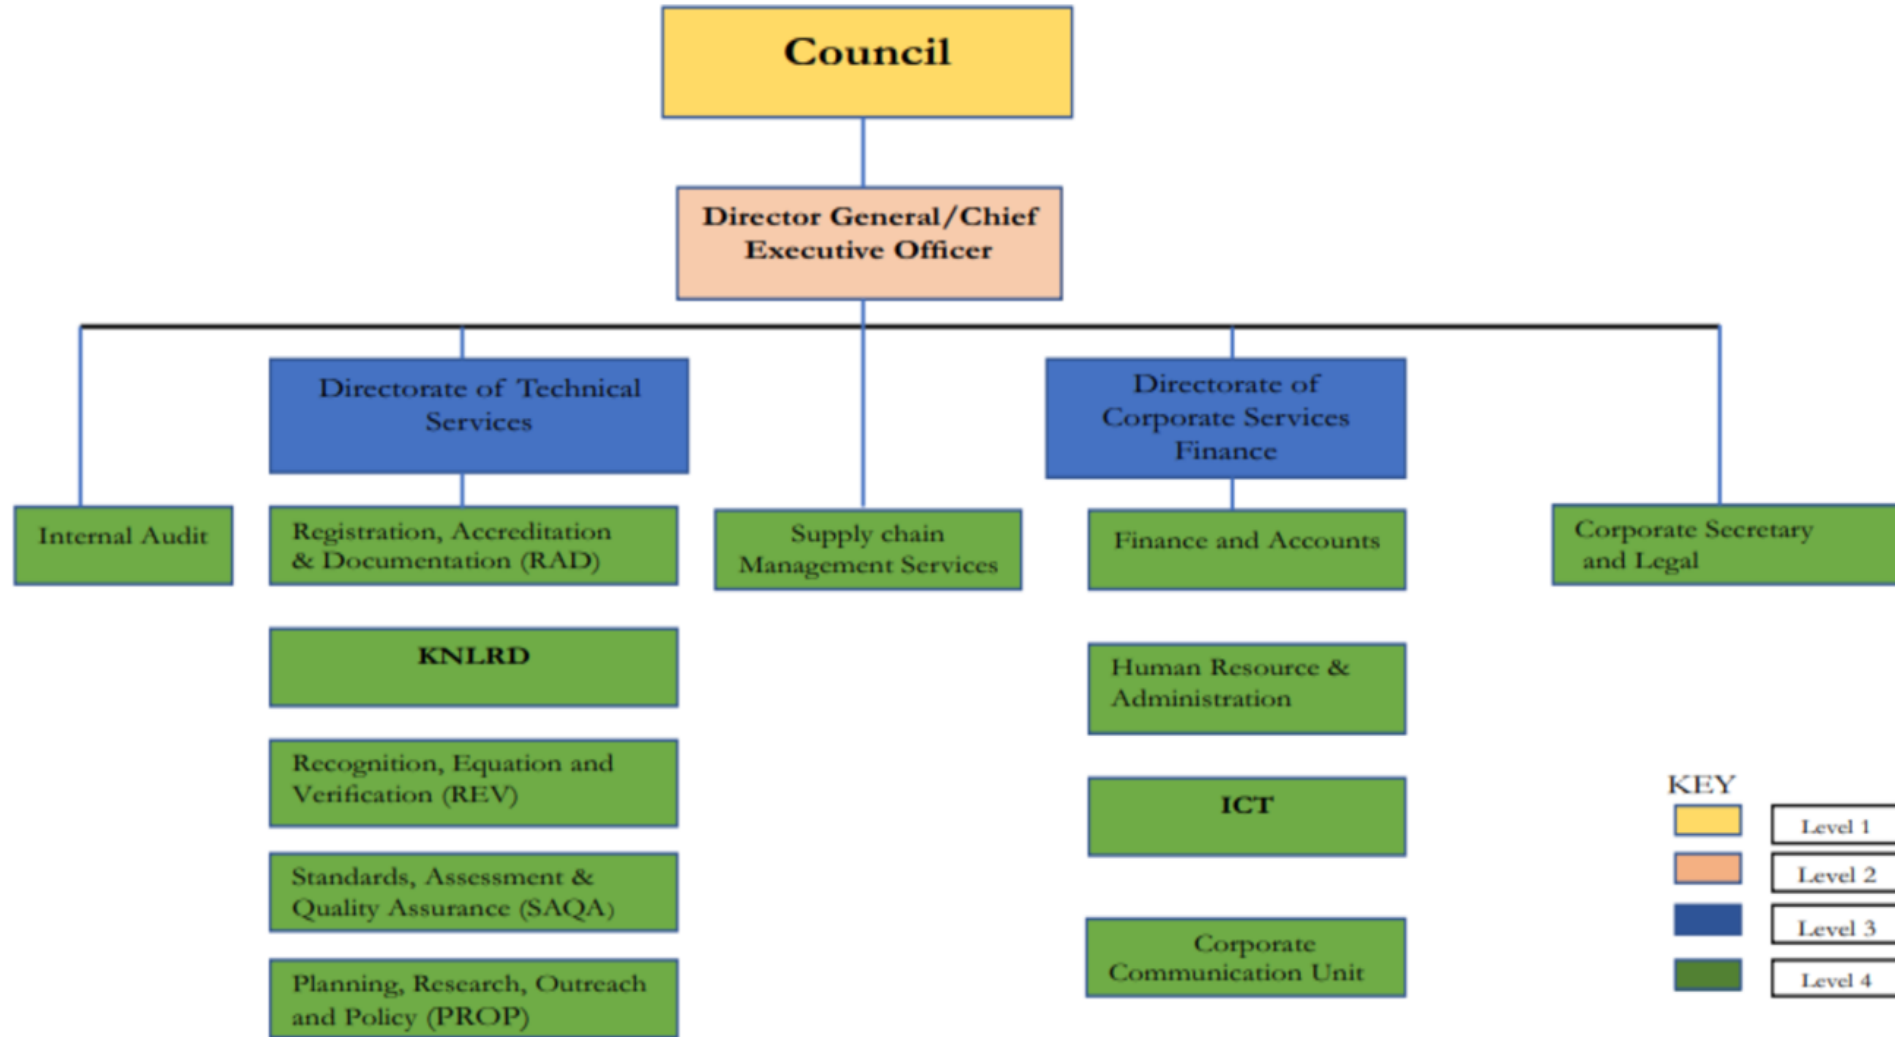 Council
Director General/Chief
Executive Officer
Directorate of Technical
Services
Directorate of
Corporate Services
Finance
Internal Audit
Registration, Accreditation
& Documentation (RAD)
Supply chain
Management Services
Finance and Accounts
Corporate Secretary
and Legal
KNLRD
Human Resource &
Administration
Recognition, Equation and
Verification (REV)
ICT
Standards, Assessment &
Quality Assurance (SAQA)
Corporate
Communication Unit
Planning, Research, Outreach
and Policy (PROP)
KEY
Level 1
Level 2
Level 3
Level 4